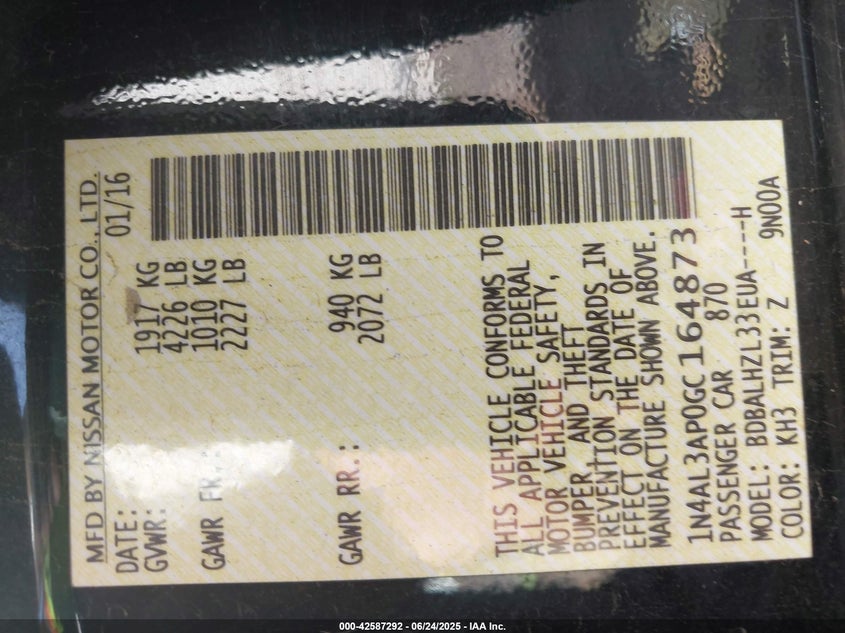 MFD BY NISSAN MOTOR CO., LTD.
DATE: 01/16
GVWR: 1917 KG
4226 LB
GAWR FR.: 1010 KG
2227 LB
GAWR RR.: 940 KG
2072 LB
THIS VEHICLE CONFORMS TO
ALL APPLICABLE FEDERAL
MOTOR VEHICLE SAFETY,
BUMPER AND THEFT
PREVENTION STANDARDS IN
EFFECT ON THE DATE OF
MANUFACTURE SHOWN ABOVE.
1N4AL3AP0GC164873
PASSENGER CAR 870
MODEL: BDBALHZL33EUA----H
COLOR: KH3 TRIM: Z 9N00A
000-42587292 - 06/24/2025 - IAA Inc.